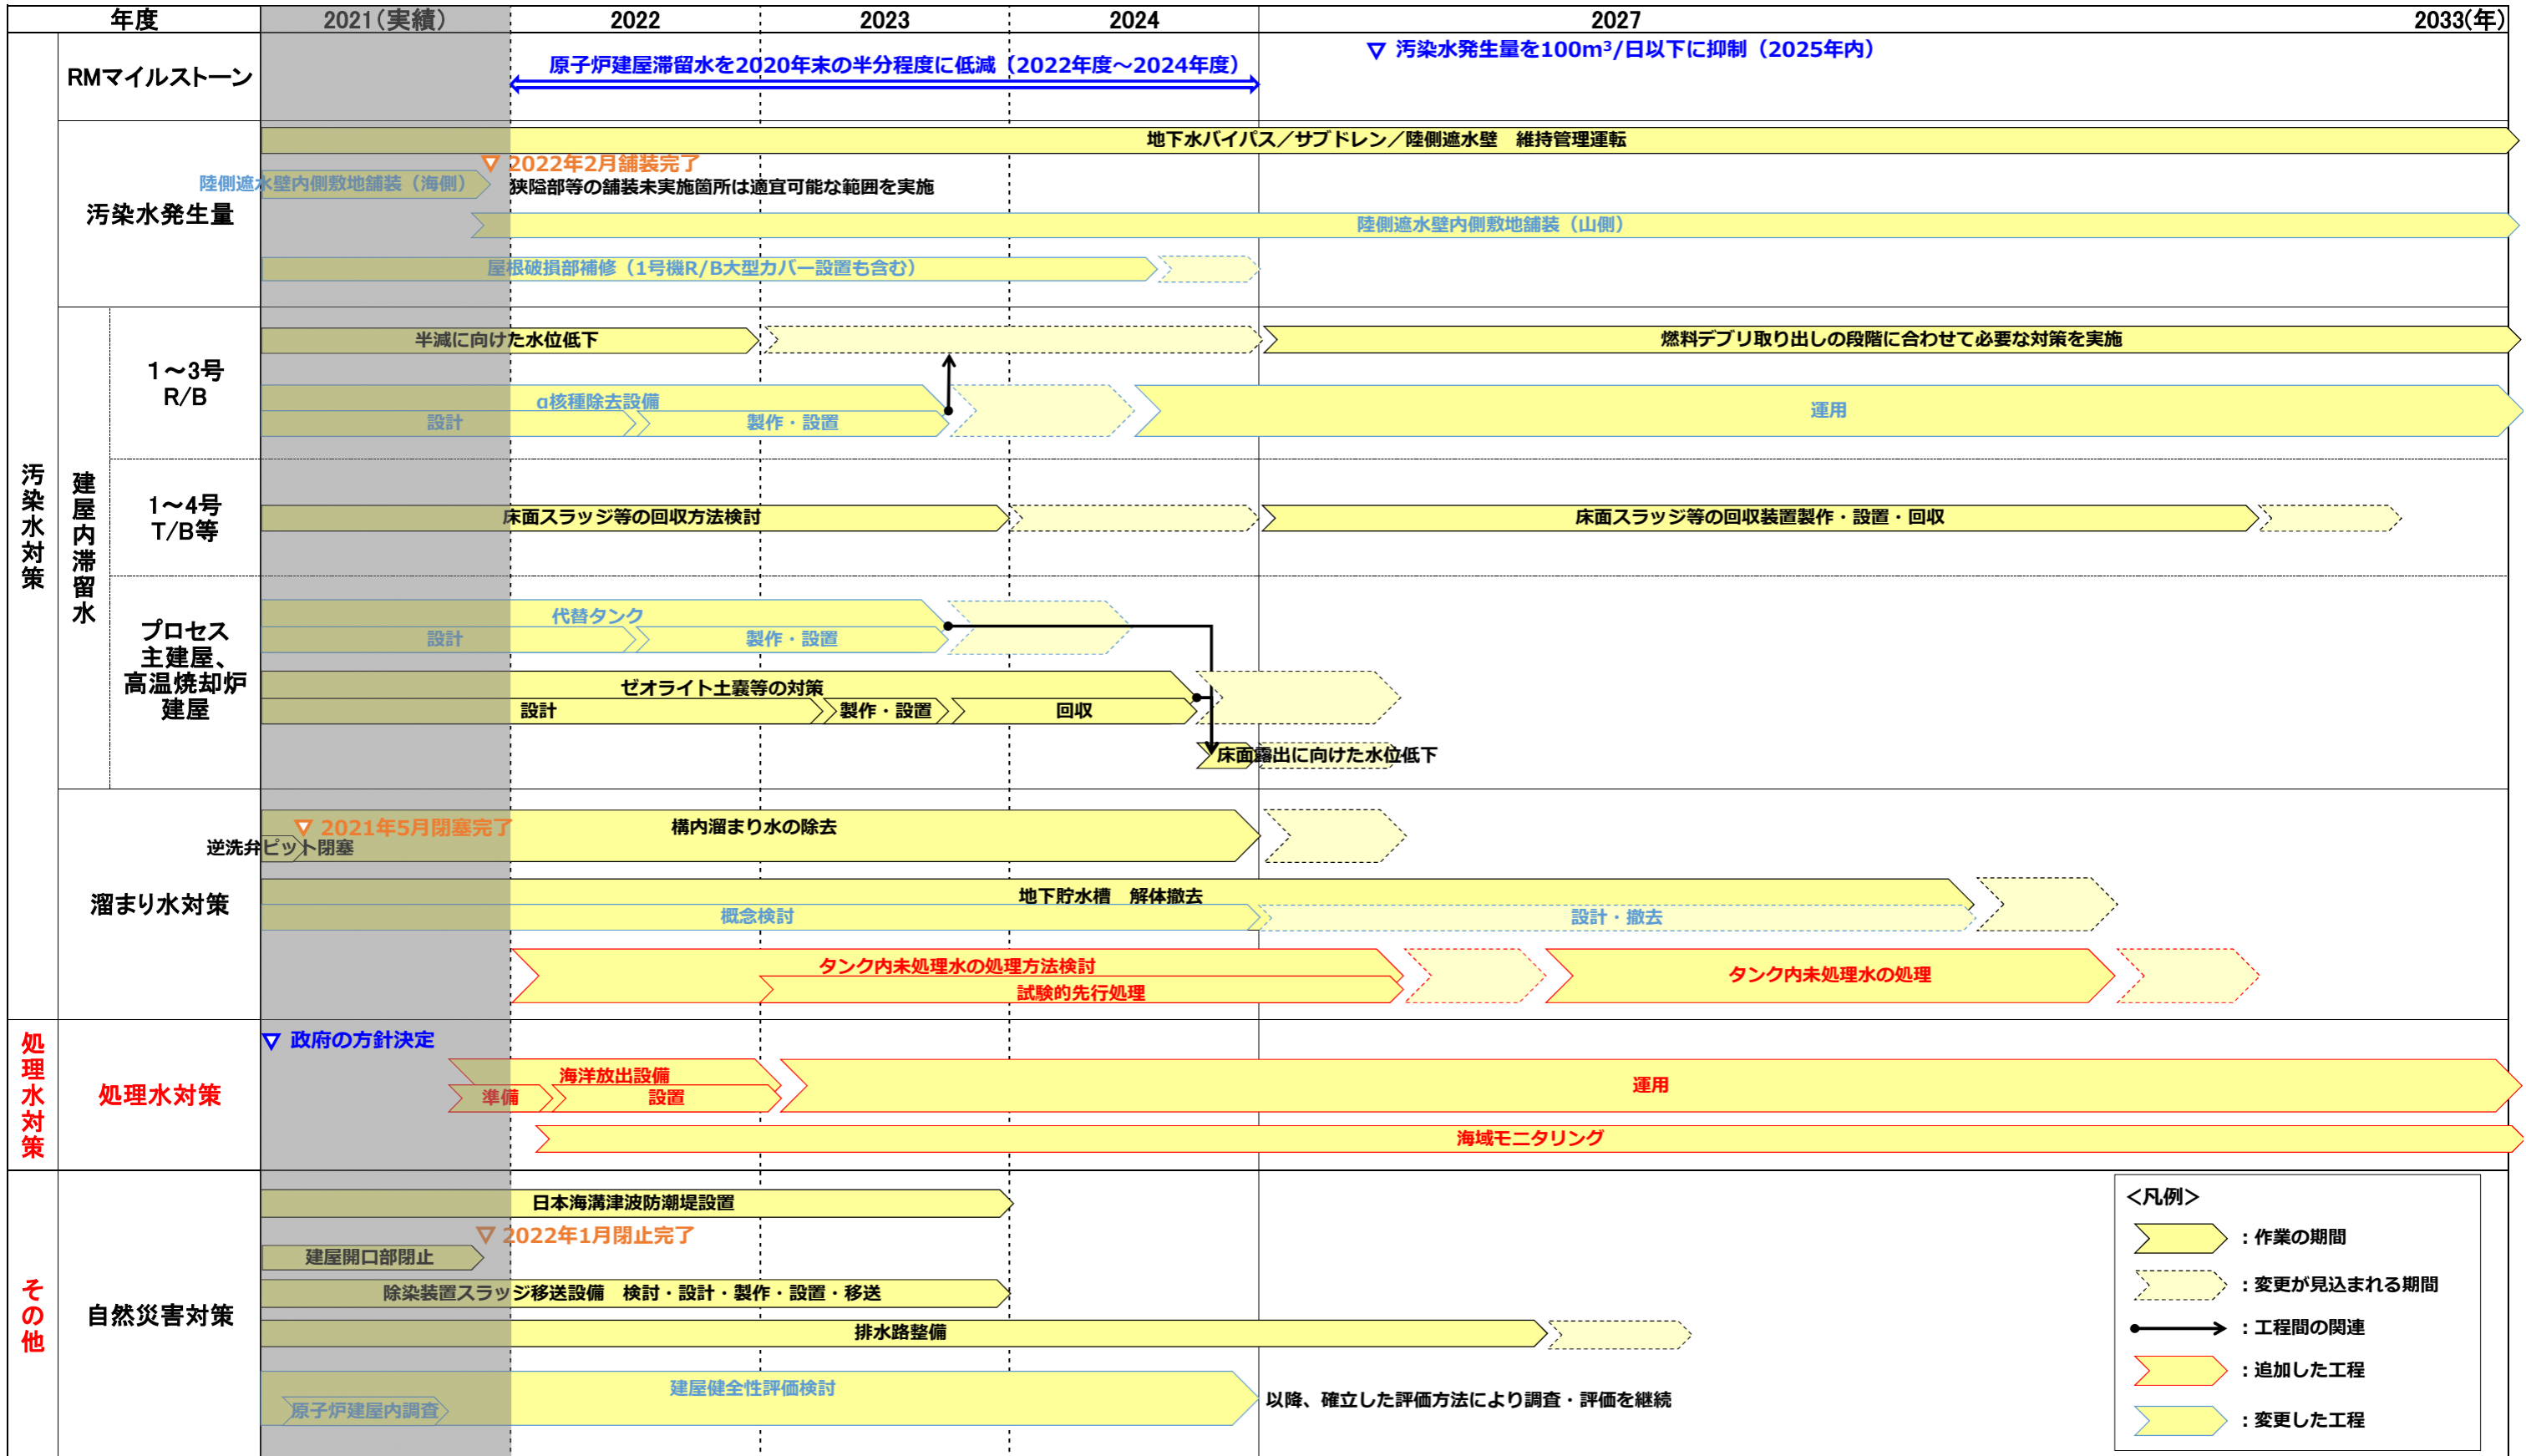 年度
2021(実績)
2022
2023
2024
2027
2033(年)
RMマイルストーン
原子炉建屋滞留水を2020年末の半分程度に低減（2022年度～2024年度）
▽ 汚染水発生量を100m³/日以下に抑制（2025年内）
汚染水対策
汚染水発生量
地下水バイパス／サブドレン／陸側遮水壁　維持管理運転
▽ 2022年2月舗装完了
陸側遮水壁内側敷地舗装（海側）
狭隘部等の舗装未実施箇所は適宜可能な範囲を実施
陸側遮水壁内側敷地舗装（山側）
屋根破損部補修（1号機R/B大型カバー設置も含む）
建屋内滞留水
1～3号
R/B
半減に向けた水位低下
燃料デブリ取り出しの段階に合わせて必要な対策を実施
α核種除去設備
設計
製作・設置
運用
1～4号
T/B等
床面スラッジ等の回収方法検討
床面スラッジ等の回収装置製作・設置・回収
プロセス
主建屋、
高温焼却炉
建屋
代替タンク
設計
製作・設置
ゼオライト土嚢等の対策
設計
製作・設置
回収
床面露出に向けた水位低下
溜まり水対策
▽ 2021年5月閉塞完了
構内溜まり水の除去
逆洗弁ピット閉塞
地下貯水槽　解体撤去
概念検討
設計・撤去
タンク内未処理水の処理方法検討
試験的先行処理
タンク内未処理水の処理
処理水対策
処理水対策
▽ 政府の方針決定
海洋放出設備
準備
設置
運用
海域モニタリング
その他
自然災害対策
日本海溝津波防潮堤設置
▽ 2022年1月閉止完了
建屋開口部閉止
除染装置スラッジ移送設備　検討・設計・製作・設置・移送
排水路整備
建屋健全性評価検討
原子炉建屋内調査
以降、確立した評価方法により調査・評価を継続
＜凡例＞
：作業の期間
：変更が見込まれる期間
：工程間の関連
：追加した工程
：変更した工程